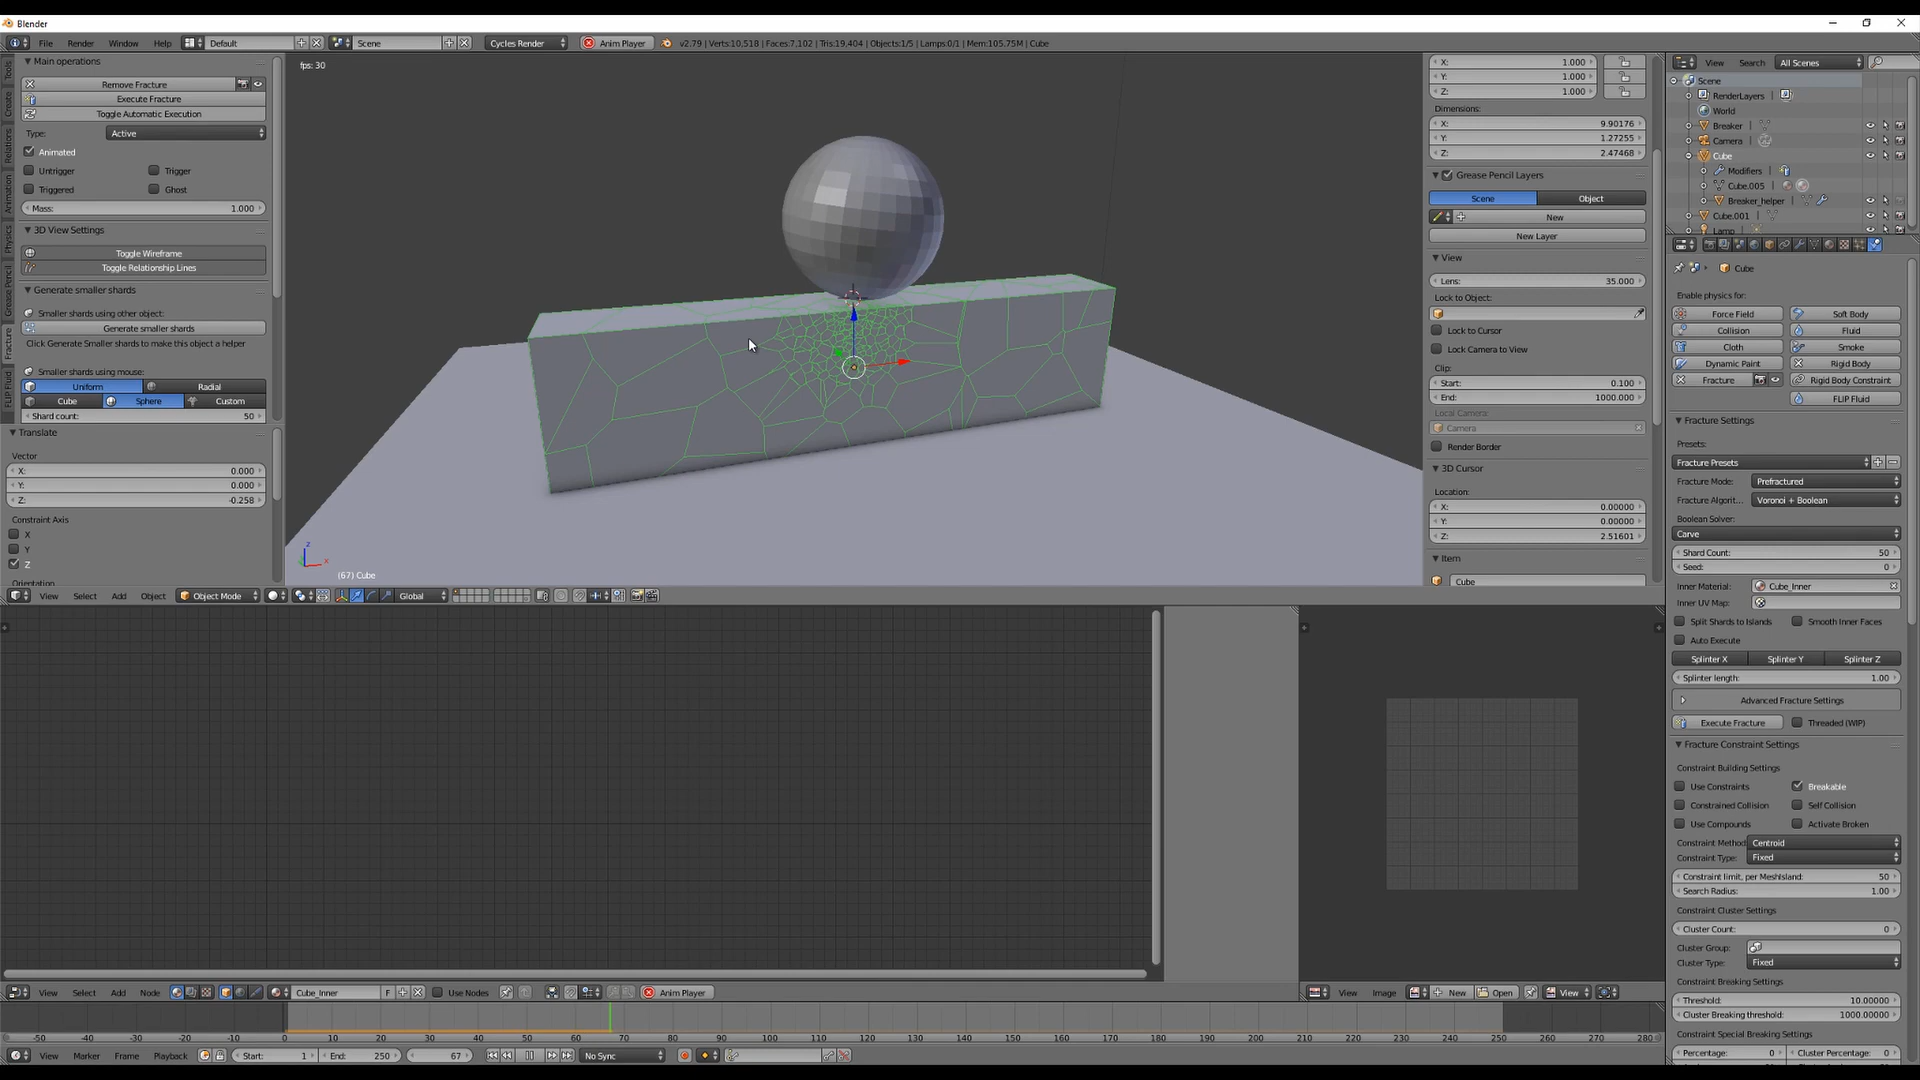 Blender
File Render Window Help Default Scene Cycles Render Anim Player v2.79 | Verts:10,518 | Faces:7,102 | Tris:19,404 | Objects:1/5 | Lamps:0/1 | Mem:105.75M | Cube
Tools
Create
Relations
Animation
Physics
Grease Pencil
Fracture
FLIP Fluid
Main operations
Remove Fracture
Execute Fracture
Toggle Automatic Execution
Type: Active
Animated
Untrigger Trigger
Triggered Ghost
Mass: 1.000
3D View Settings
Toggle Wireframe
Toggle Relationship Lines
Generate smaller shards
Smaller shards using other object:
Generate smaller shards
Click Generate Smaller shards to make this object a helper
Smaller shards using mouse:
Uniform Radial
Cube Sphere Custom
Shard count: 50
Translate
Vector
X: 0.000
Y: 0.000
Z: -0.258
Constraint Axis
X
Y
Z
Orientation
fps: 30
(67) Cube
View Select Add Object Object Mode Global
X: 1.000
Y: 1.000
Z: 1.000
Dimensions:
X: 9.90176
Y: 1.27255
Z: 2.47468
Grease Pencil Layers
Scene Object
New
New Layer
View
Lens: 35.000
Lock to Object:
Lock to Cursor
Lock Camera to View
Clip:
Start: 0.100
End: 1000.000
Local Camera:
Camera
Render Border
3D Cursor
Location:
X: 0.00000
Y: 0.00000
Z: 2.51601
Item
Cube
View Search All Scenes
Scene
RenderLayers
World
Breaker
Camera
Cube
Modifiers
Cube.005
Breaker_helper
Cube.001
Lamp
Cube
Enable physics for:
Force Field Soft Body
Collision Fluid
Cloth Smoke
Dynamic Paint Rigid Body
Fracture Rigid Body Constraint
FLIP Fluid
Fracture Settings
Presets:
Fracture Presets
Fracture Mode: Prefractured
Fracture Algorit... Voronoi + Boolean
Boolean Solver:
Carve
Shard Count: 50
Seed: 0
Inner Material: Cube_Inner
Inner UV Map:
Split Shards to Islands Smooth Inner Faces
Auto Execute
Splinter X Splinter Y Splinter Z
Splinter length: 1.00
Advanced Fracture Settings
Execute Fracture Threaded (WIP)
Fracture Constraint Settings
Constraint Building Settings
Use Constraints Breakable
Constrained Collision Self Collision
Use Compounds Activate Broken
Constraint Method: Centroid
Constraint Type: Fixed
Constraint limit, per MeshIsland: 50
Search Radius: 1.00
Constraint Cluster Settings
Cluster Count: 0
Cluster Group:
Cluster Type: Fixed
Constraint Breaking Settings
Threshold: 10.00000
Cluster Breaking threshold: 1000.00000
Constraint Special Breaking Settings
Percentage: 0 Cluster Percentage: 0
View Select Add Node Cube_Inner F Use Nodes Anim Player
View Image New Open View
-50 -40 -30 -20 -10 0 10 20 30 40 50 60 70 80 90 100 110 120 130 140 150 160 170 180 190 200 210 220 230 240 250 260 270 280
View Marker Frame Playback Start: 1 End: 250 67 No Sync